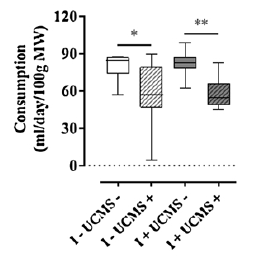 Consumption
(ml/day/100g MW)
120
90
60
30
0
*
**
I - UCMS -
I - UCMS +
I + UCMS -
I + UCMS +